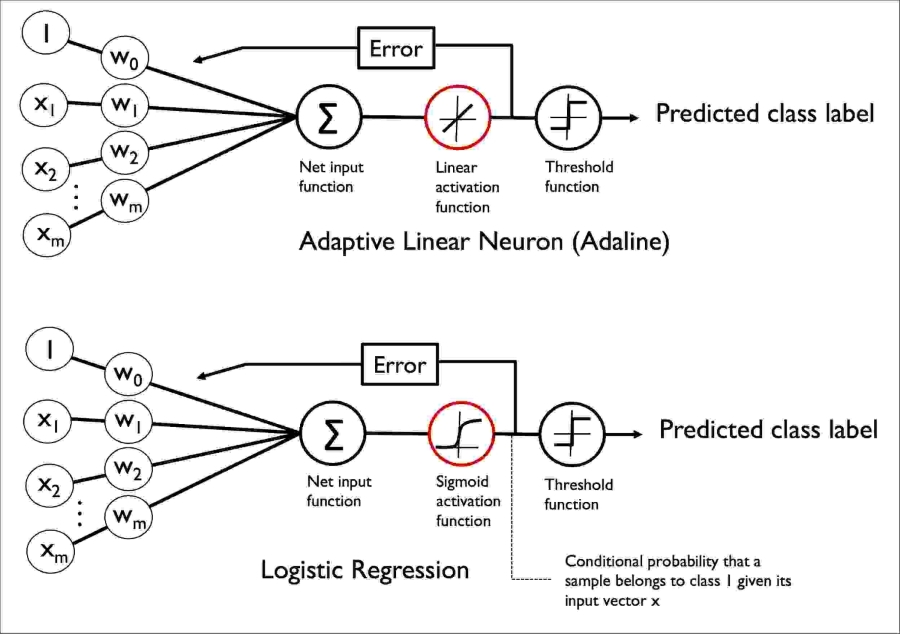 1
w0
Error
x1
w1
Σ
Predicted class label
x2
w2
Net input
function
Linear
activation
function
Threshold
function
wm
xm
Adaptive Linear Neuron (Adaline)
1
w0
Error
x1
w1
Σ
Predicted class label
x2
w2
Net input
function
Sigmoid
activation
function
Threshold
function
wm
xm
Logistic Regression
Conditional probability that a
sample belongs to class 1 given its
input vector x